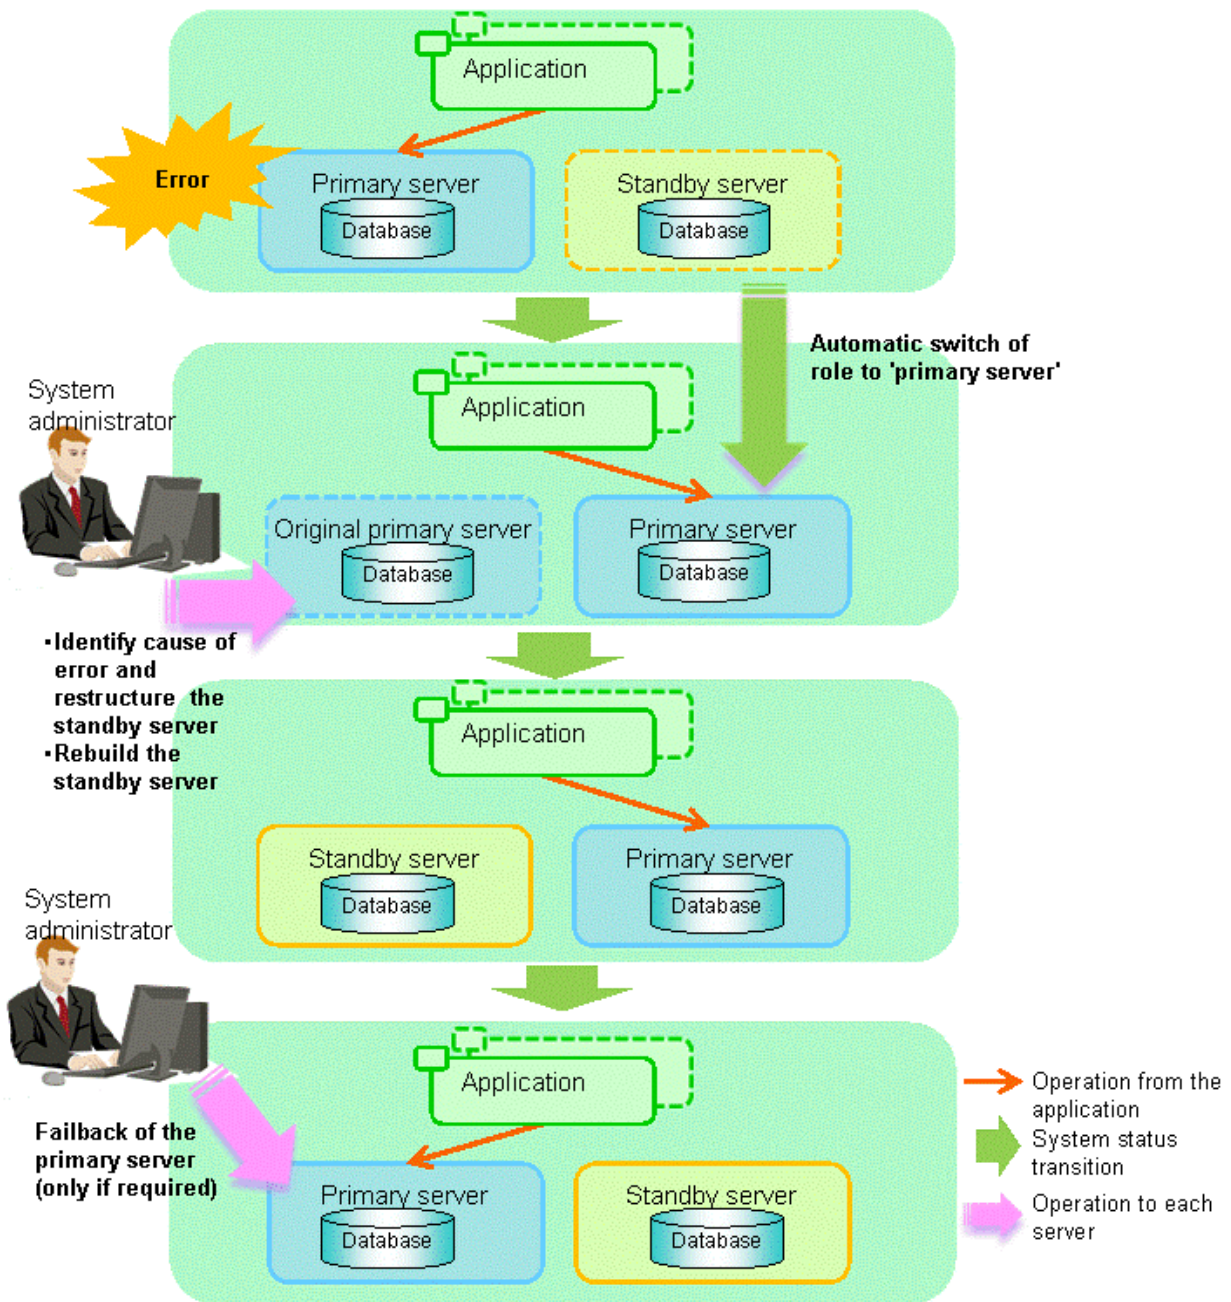 Application
Error
Primary server
Database
Standby server
Database
Automatic switch of
role to 'primary server'
System
administrator
Application
Original primary server
Database
Primary server
Database
・Identify cause of
error and
restructure the
standby server
・Rebuild the
standby server
Application
Standby server
Database
Primary server
Database
System
administrator
Application
Failback of the
primary server
(only if required)
Primary server
Database
Standby server
Database
Operation from the
application
System status
transition
Operation to each
server